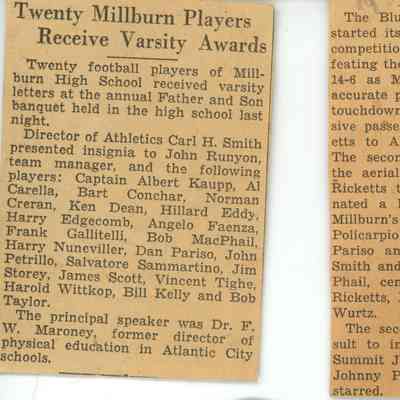 Twenty Millburn Players
Receive Varsity Awards
Twenty football players of Mill-
burn High School received varsity
letters at the annual Father and Son
banquet held in the high school last
night.
Director of Athletics Carl H. Smith
presented insignia to John Runyon,
team manager, and the following
players: Captain Albert Kaupp, Al
Carella, Bart Conchar, Norman
Creran, Ken Dean, Hillard Eddy,
Harry Edgecomb, Angelo Faenza,
Frank Gallitelli, Bob MacPhail,
Harry Nuneviller, Dan Pariso, John
Petrillo, Salvatore Sammartino, Jim
Storey, James Scott, Vincent Tighe,
Harold Wittkop, Bill Kelly and Bob
Taylor.
The principal speaker was Dr. F.
W. Maroney, former director of
physical education in Atlantic City
schools.
The Blu
started its
competitio
feating the
14-6 as M
accurate p
touchdown
sive passe
etts to Al
The secon
the aerial
Ricketts t
nated a l
Millburn's
Policarpio
Pariso an
Smith and
Phail, cen
Ricketts,
Wurtz.
The sec
sult to in
Summit J
Johnny P
starred.